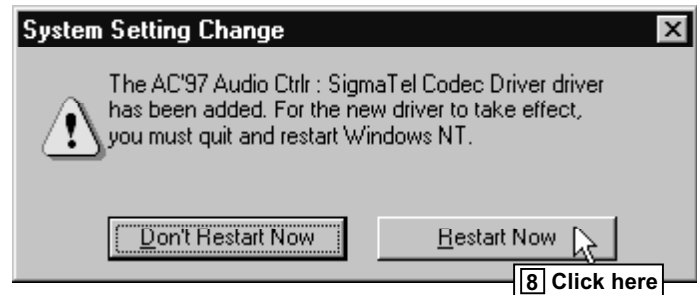 System Setting Change
The AC'97 Audio Ctrlr : SigmaTel Codec Driver driver
has been added. For the new driver to take effect,
you must quit and restart Windows NT.
Don't Restart Now
Restart Now
8 Click here